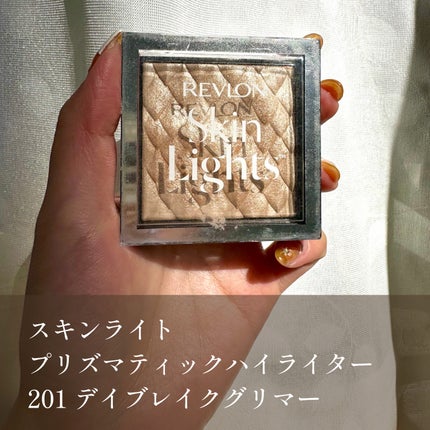 REVLON
Skin
Lights
スキンライト
プリズマティックハイライター
201 デイブレイクグリマー